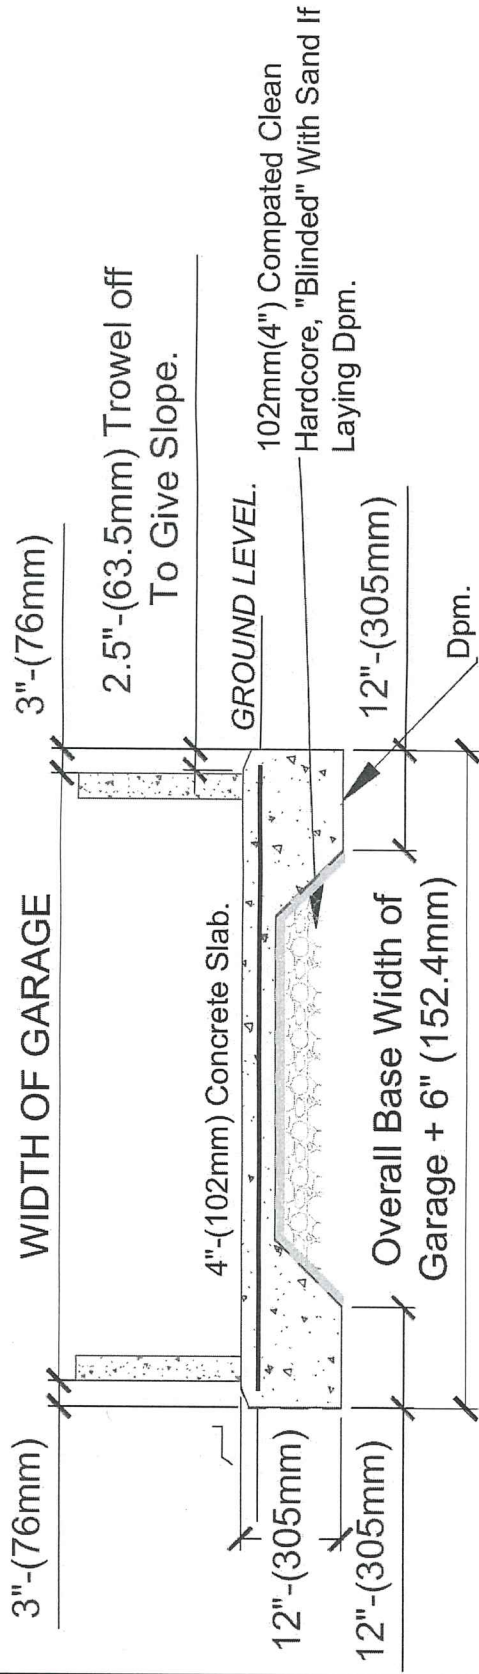 WIDTH OF GARAGE
3"-(76mm)
3"-(76mm)
2.5"-(63.5mm) Trowel off
To Give Slope.
4"-(102mm) Concrete Slab.
GROUND LEVEL.
102mm(4") Compated Clean
Hardcore, "Blinded" With Sand If
Laying Dpm.
12"-(305mm)
12"-(305mm)
12"-(305mm)
Overall Base Width of
Garage + 6" (152.4mm)
Dpm.